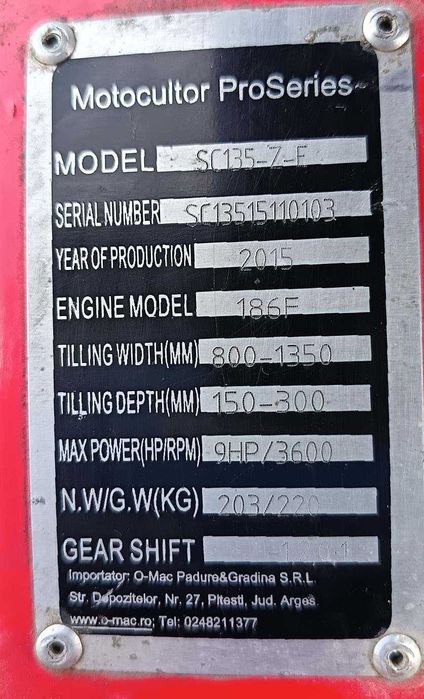 Motocultor ProSeries
MODEL SC135-Z-E
SERIAL NUMBER SC13515110103
YEAR OF PRODUCTION 2015
ENGINE MODEL 186F
TILLING WIDTH(MM) 800-1350
TILLING DEPTH(MM) 150-300
MAX POWER(HP/RPM) 9HP/3600
N.W/G.W(KG) 203/220
GEAR SHIFT
Importator: O-Mac Padure&Gradina S.R.L
Str. Depozitelor, Nr. 27, Pitesti, Jud. Arges
www.o-mac.ro; Tel: 0248211377